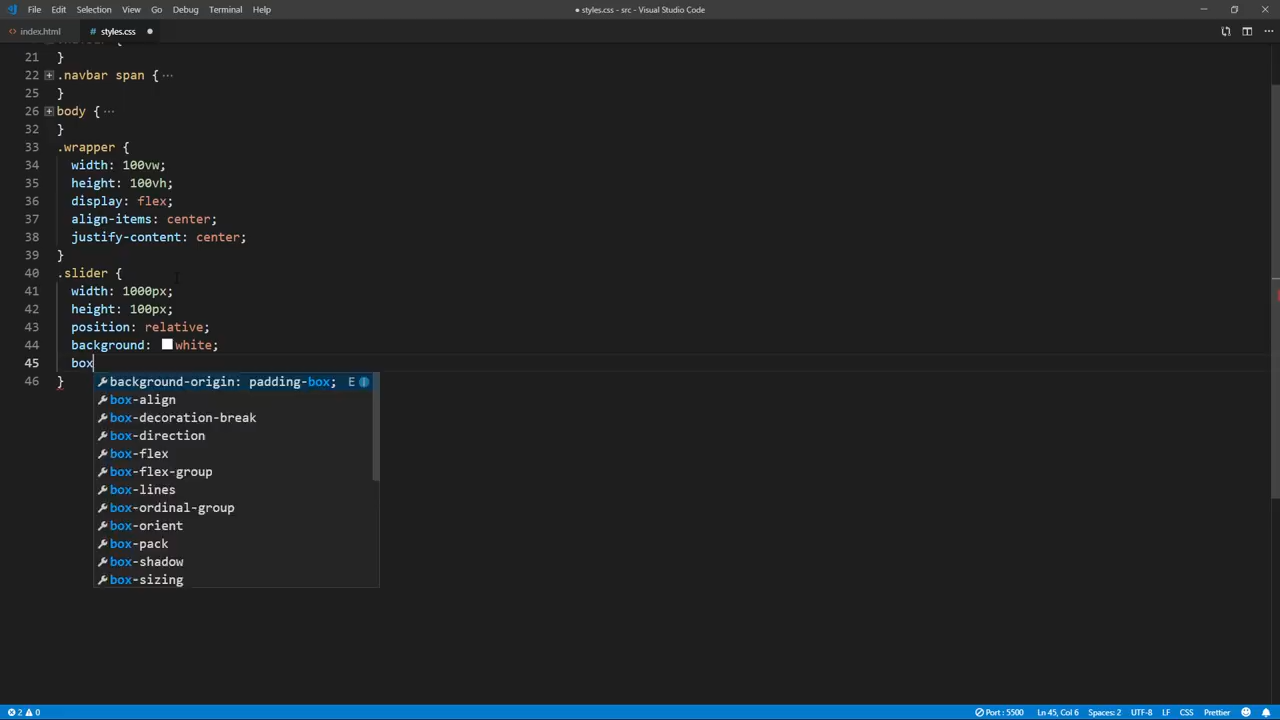 File Edit Selection View Go Debug Terminal Help ● styles.css - src - Visual Studio Code
index.html styles.css ●
21 }
22 .navbar span { ···
25 }
26 body { ···
32 }
33 .wrapper {
34 width: 100vw;
35 height: 100vh;
36 display: flex;
37 align-items: center;
38 justify-content: center;
39 }
40 .slider {
41 width: 1000px;
42 height: 100px;
43 position: relative;
44 background: white;
45 box
46 }
background-origin: padding-box; E
box-align
box-decoration-break
box-direction
box-flex
box-flex-group
box-lines
box-ordinal-group
box-orient
box-pack
box-shadow
box-sizing
2 0 Port : 5500 Ln 45, Col 6 Spaces: 2 UTF-8 LF CSS Prettier